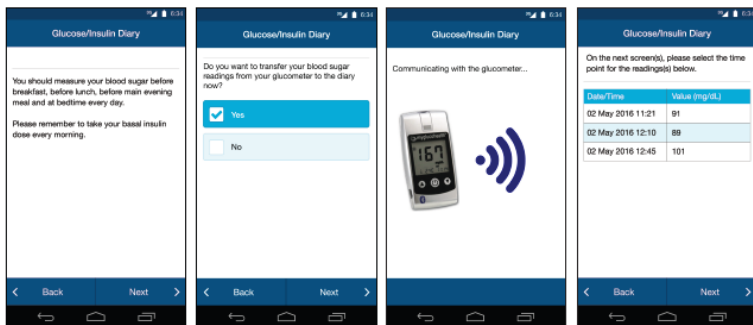 6:34
Glucose/Insulin Diary
You should measure your blood sugar before
breakfast, before lunch, before main evening
meal and at bedtime every day.
Please remember to take your basal insulin
dose every morning.
Back
Next
6:34
Glucose/Insulin Diary
Do you want to transfer your blood sugar
readings from your glucometer to the diary
now?
Yes
No
Back
Next
6:34
Glucose/Insulin Diary
Communicating with the glucometer...
167
6:34
Glucose/Insulin Diary
On the next screen(s), please select the time
point for the readings(s) below.
Date/Time Value (mg/dL)
02 May 2016 11:21 91
02 May 2016 12:10 89
02 May 2016 12:45 101
Back
Next